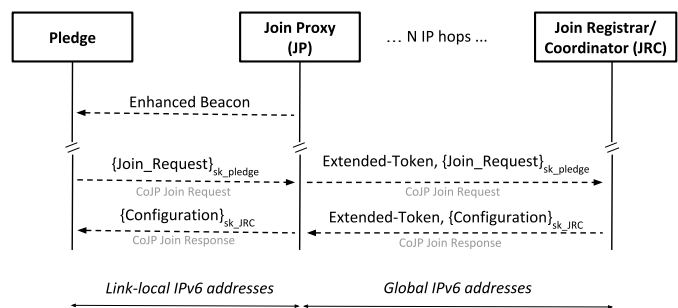 Pledge
Join Proxy
(JP)
... N IP hops ...
Join Registrar/
Coordinator (JRC)
Enhanced Beacon
{Join_Request}sk_pledge
CoJP Join Request
Extended-Token, {Join_Request}sk_pledge
CoJP Join Request
{Configuration}sk_JRC
CoJP Join Response
Extended-Token, {Configuration}sk_JRC
CoJP Join Response
Link-local IPv6 addresses
Global IPv6 addresses